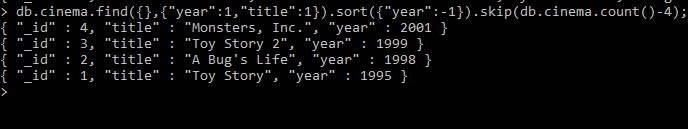 > db.cinema.find({},{"year":1,"title":1}).sort({"year":-1}).skip(db.cinema.count()-4);
{ "_id" : 4, "title" : "Monsters, Inc.", "year" : 2001 }
{ "_id" : 3, "title" : "Toy Story 2", "year" : 1999 }
{ "_id" : 2, "title" : "A Bug's Life", "year" : 1998 }
{ "_id" : 1, "title" : "Toy Story", "year" : 1995 }
>